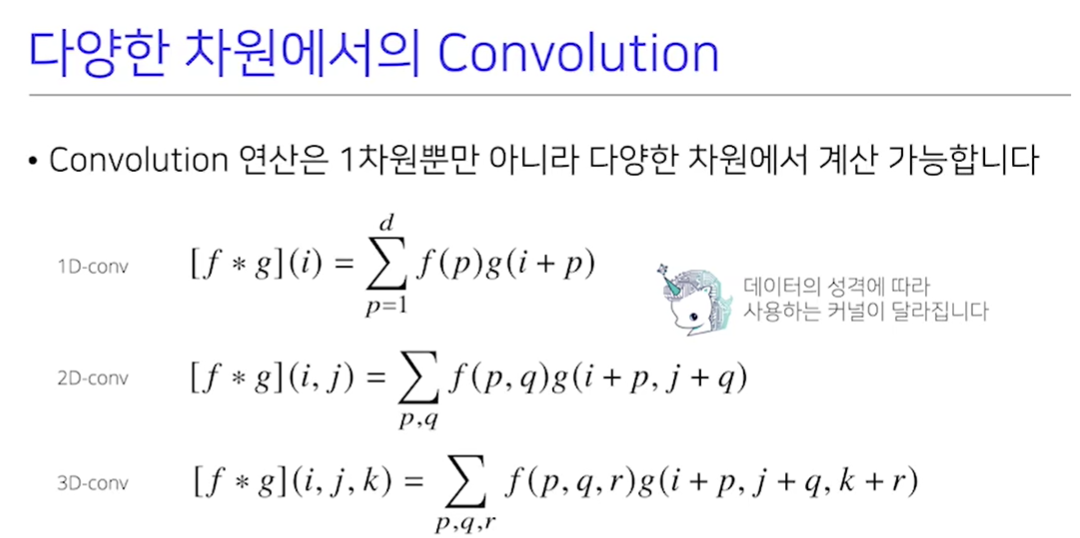 다양한 차원에서의 Convolution
• Convolution 연산은 1차원뿐만 아니라 다양한 차원에서 계산 가능합니다
1D-conv [f * g](i) = ∑_{p=1}^{d} f(p)g(i + p)
데이터의 성격에 따라
사용하는 커널이 달라집니다
2D-conv [f * g](i, j) = ∑_{p,q} f(p, q)g(i + p, j + q)
3D-conv [f * g](i, j, k) = ∑_{p,q,r} f(p, q, r)g(i + p, j + q, k + r)